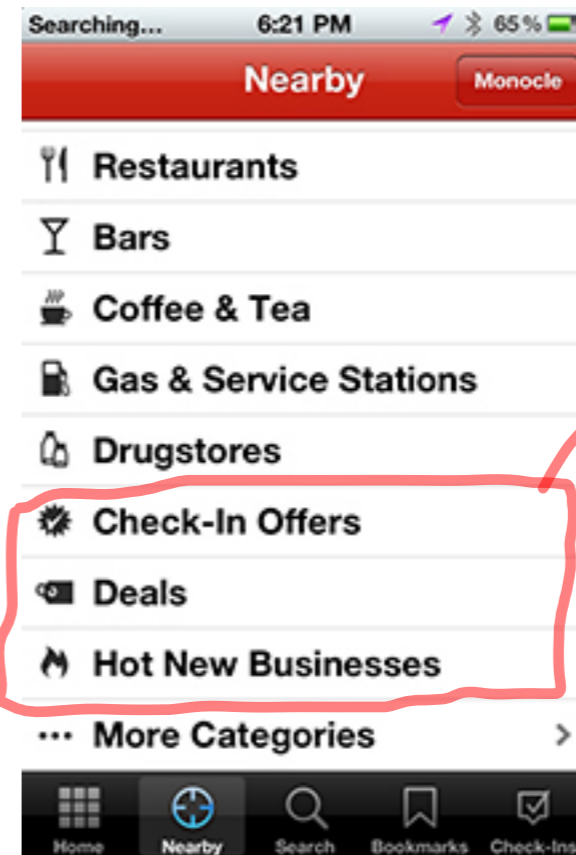 Searching... 6:21 PM 65%
Nearby Monocle
Restaurants
Bars
Coffee & Tea
Gas & Service Stations
Drugstores
Check-In Offers
Deals
Hot New Businesses
... More Categories >
Home Nearby Search Bookmarks Check-Ins